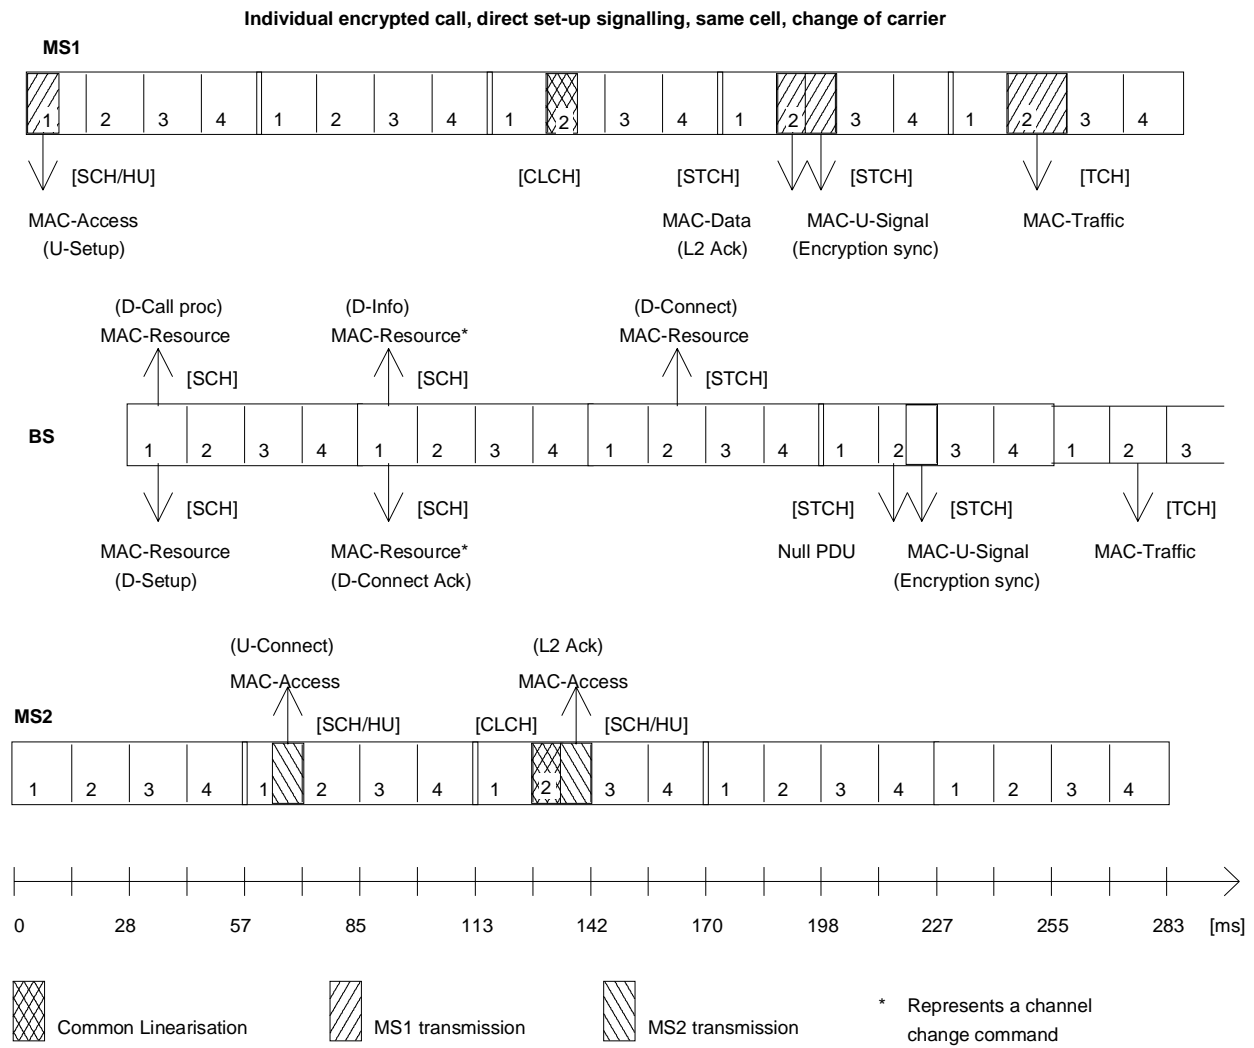 Individual encrypted call, direct set-up signalling, same cell, change of carrier
MS1
1 2 3 4 1 2 3 4 1 2 3 4 1 2 3 4 1 2 3 4
[SCH/HU] [CLCH] [STCH] [STCH] [TCH]
MAC-Access MAC-Data MAC-U-Signal MAC-Traffic
(U-Setup) (L2 Ack) (Encryption sync)
(D-Call proc) (D-Info) (D-Connect)
MAC-Resource MAC-Resource* MAC-Resource
[SCH] [SCH] [STCH]
BS
1 2 3 4 1 2 3 4 1 2 3 4 1 2 3 4 1 2 3
[SCH] [SCH] [STCH] [STCH] [TCH]
MAC-Resource MAC-Resource* Null PDU MAC-U-Signal MAC-Traffic
(D-Setup) (D-Connect Ack) (Encryption sync)
(U-Connect) (L2 Ack)
MAC-Access MAC-Access
MS2 [SCH/HU] [CLCH] [SCH/HU]
1 2 3 4 1 2 3 4 1 2 3 4 1 2 3 4 1 2 3 4
0 28 57 85 113 142 170 198 227 255 283 [ms]
Common Linearisation MS1 transmission MS2 transmission * Represents a channel
change command